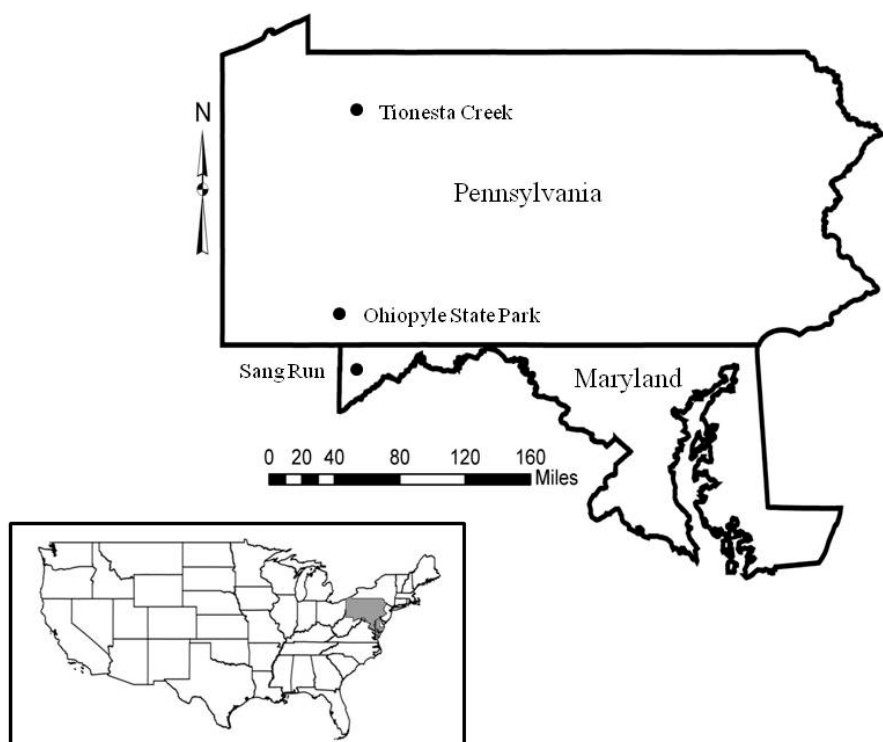 N
Tionesta Creek
Pennsylvania
Ohiopyle State Park
Sang Run
Maryland
0 20 40 80 120 160
Miles